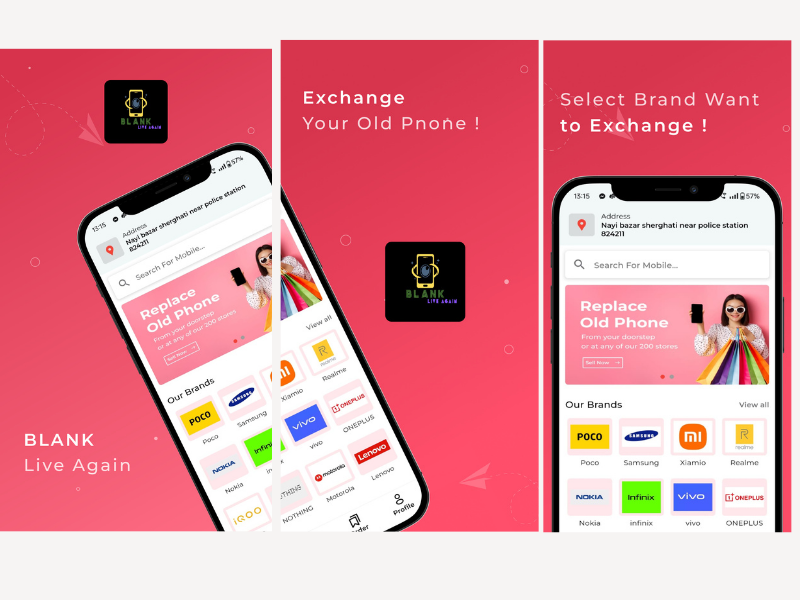 BLANK
LIVE AGAIN
13:15
57%
Address
Nayi bazar sherghati near police station
824211
Search For Mobile...
Replace
Old Phone
From your doorstep
or at any of our 200 stores
Sell Now →
Our Brands
POCO
SAMSUNG
Poco
Samsung
NOKIA
Infinix
Nokia
iQOO
BLANK
Live Again
Exchange
Your Old Pnone !
BLANK
LIVE AGAIN
View all
mi
realme
Xiamio
Realme
vivo
ONEPLUS
vivo
ONEPLUS
motorola
Lenovo
NOTHING
Motorola
Lenovo
Profile
Select Brand Want
to Exchange !
13:15
57%
Address
Nayi bazar sherghati near police station
824211
Search For Mobile...
Replace
Old Phone
From your doorstep
or at any of our 200 stores
Sell Now →
Our Brands
View all
POCO
SAMSUNG
mi
realme
Poco
Samsung
Xiamio
Realme
NOKIA
Infinix
vivo
ONEPLUS
Nokia
infinix
vivo
ONEPLUS